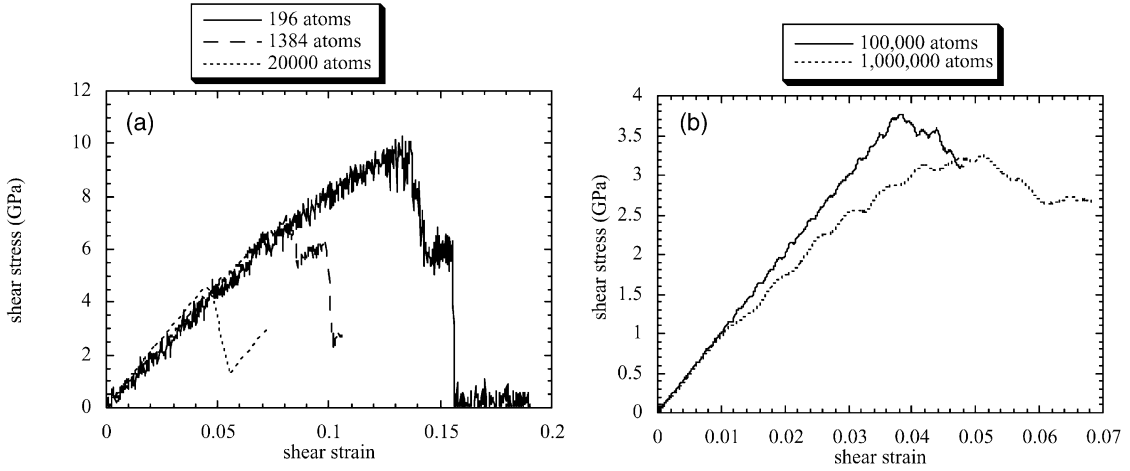 196 atoms
1384 atoms
20000 atoms
12
10
8
6
4
2
0
(a)
shear stress (GPa)
0
0.05
0.1
0.15
0.2
shear strain
100,000 atoms
1,000,000 atoms
4
3.5
3
2.5
2
1.5
1
0.5
0
(b)
shear stress (GPa)
0
0.01
0.02
0.03
0.04
0.05
0.06
0.07
shear strain